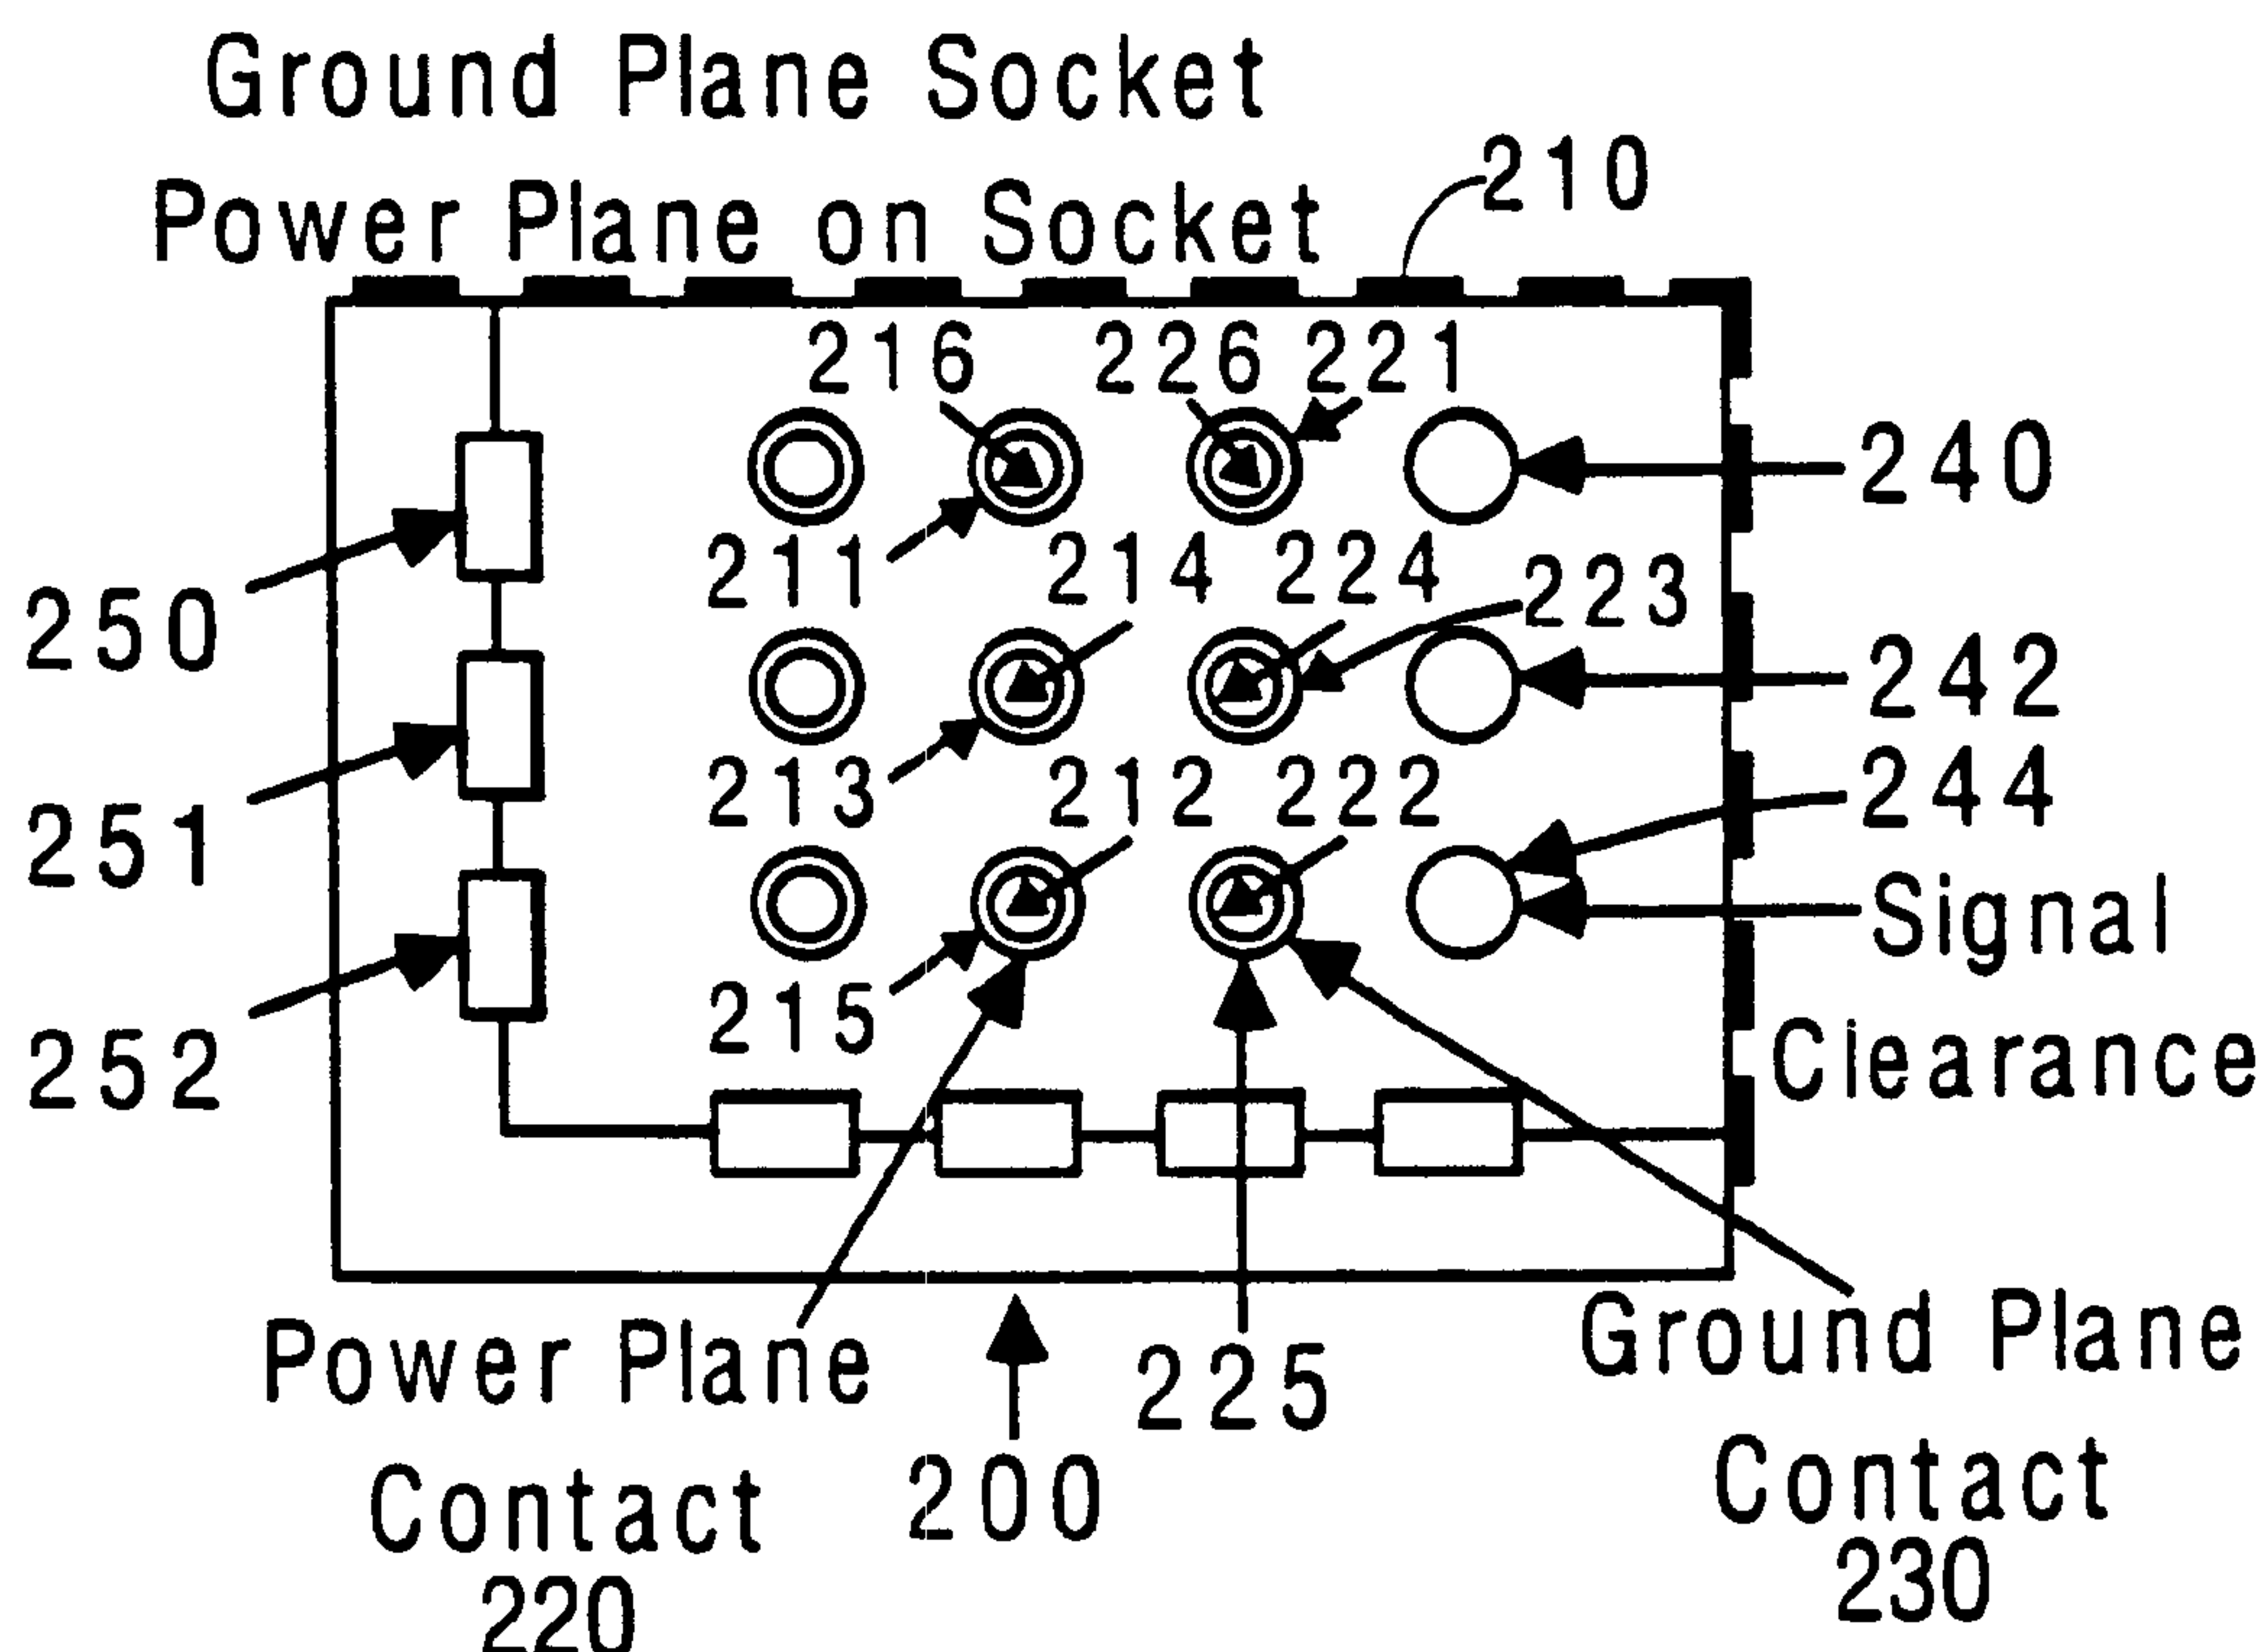 Ground Plane Socket
Power Plane on Socket
210
216 226 221
240
211 214 224 223
250
242
213 212 222
244
251
Signal
215
Clearance
252
Power Plane
Contact
220
200
225
Ground Plane
Contact
230